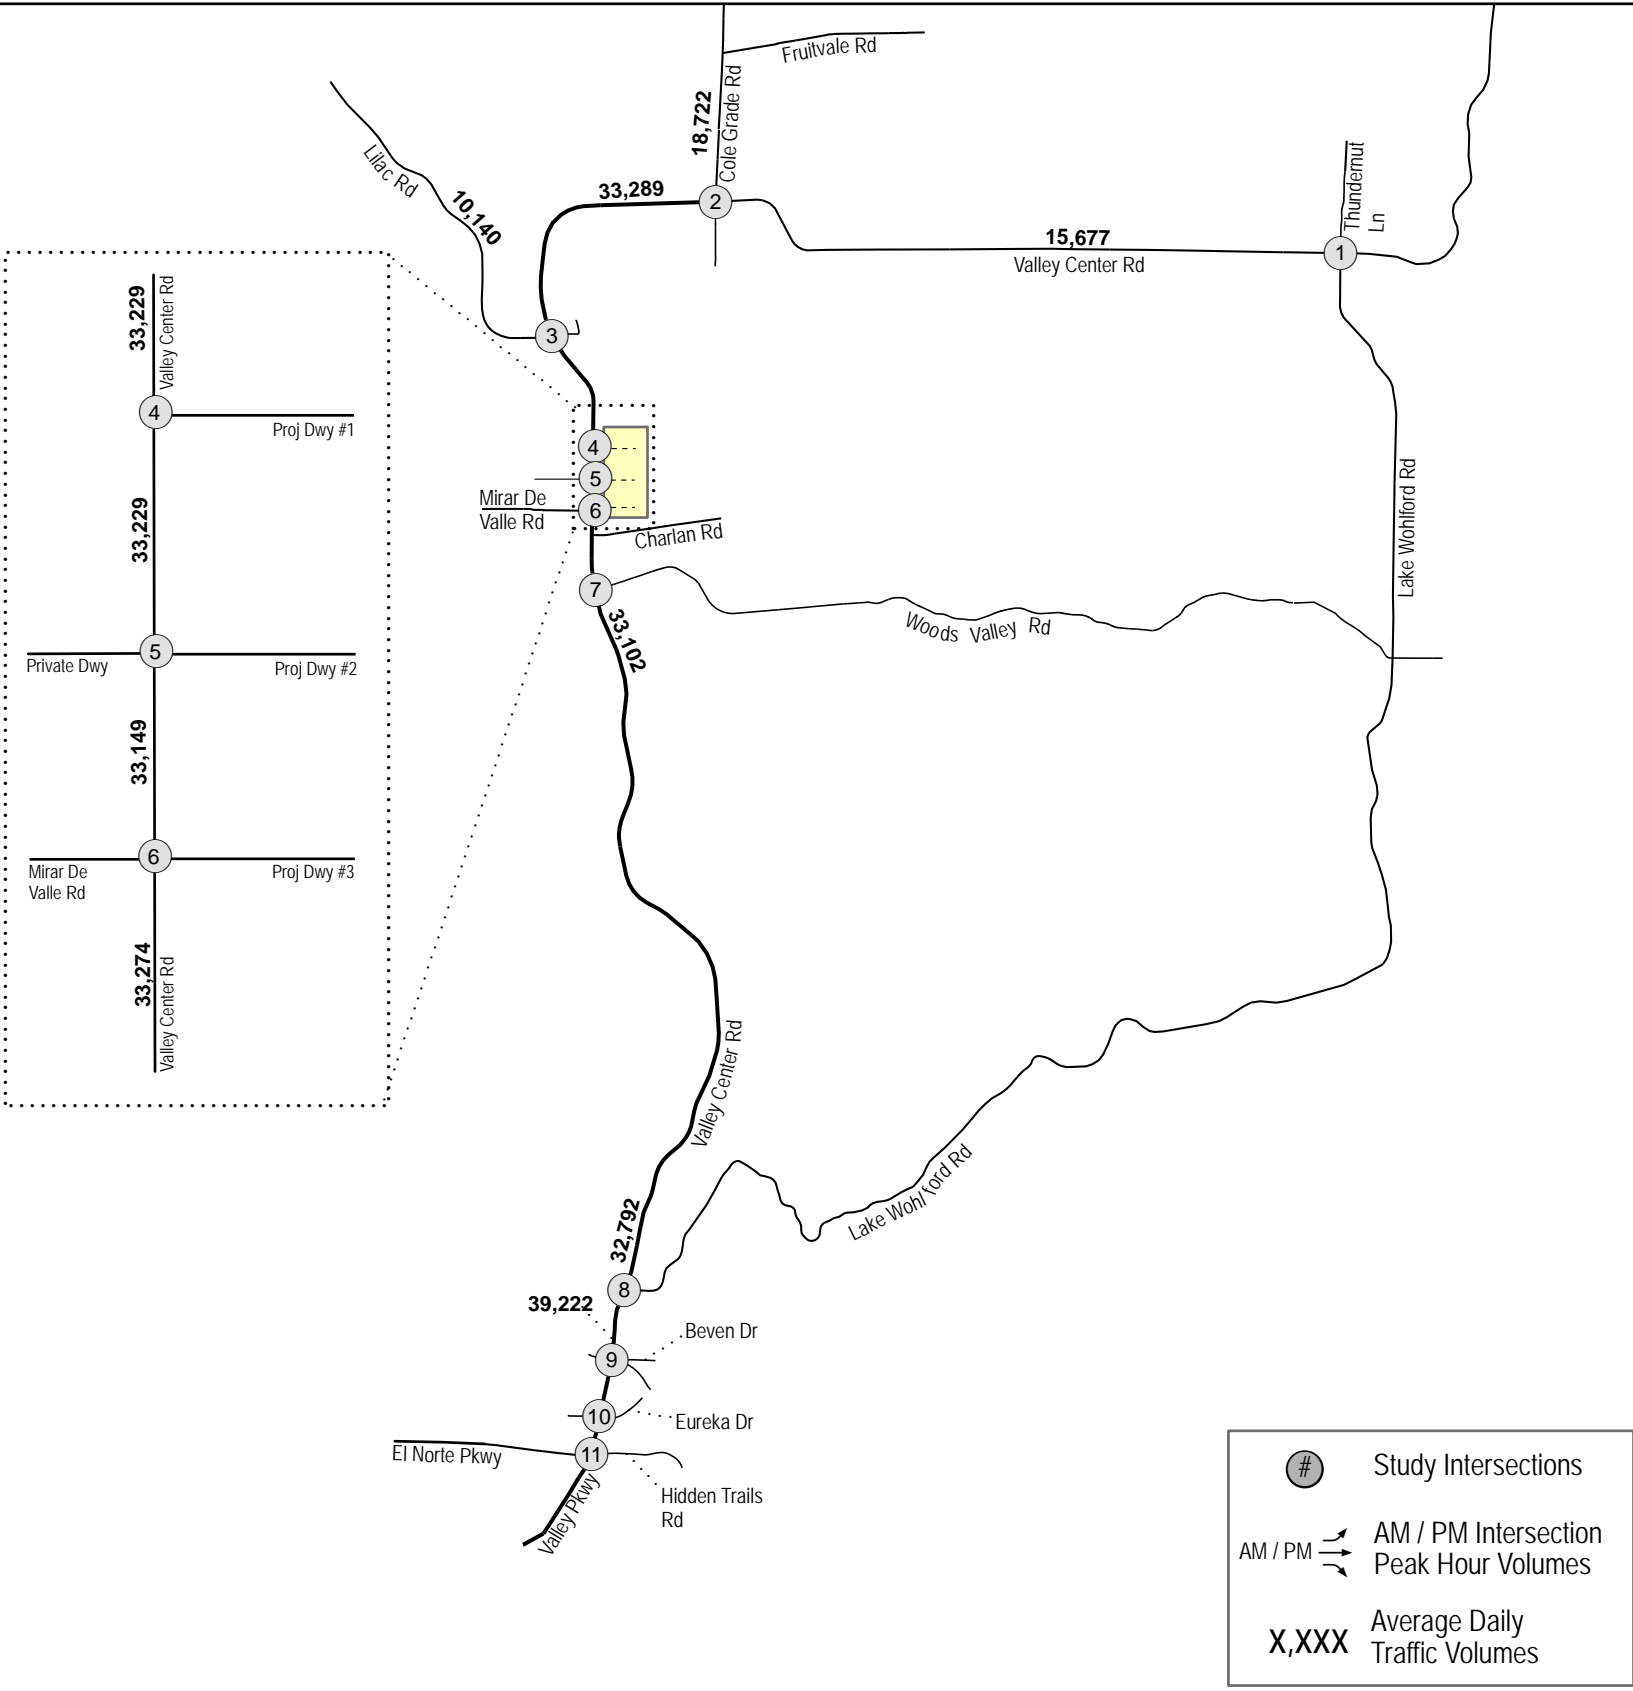 Fruitvale Rd
18,722
Cole Grade Rd
Lilac Rd
10,140
33,289
2
Thundernut
Ln
15,677
Valley Center Rd
1
3
33,229
Valley Center Rd
4
Proj Dwy #1
33,229
5
Private Dwy
Proj Dwy #2
33,149
6
Mirar De
Valle Rd
Proj Dwy #3
33,274
Valley Center Rd
4
5
6
Mirar De
Valle Rd
Charlan Rd
7
33,102
Woods Valley Rd
Lake Wohlford Rd
Valley Center Rd
Lake Wohlford Rd
32,792
8
39,222
Beven Dr
9
10
Eureka Dr
El Norte Pkwy
11
Hidden Trails
Rd
Valley Pkwy
#
Study Intersections
AM / PM
AM / PM Intersection
Peak Hour Volumes
X,XXX
Average Daily
Traffic Volumes